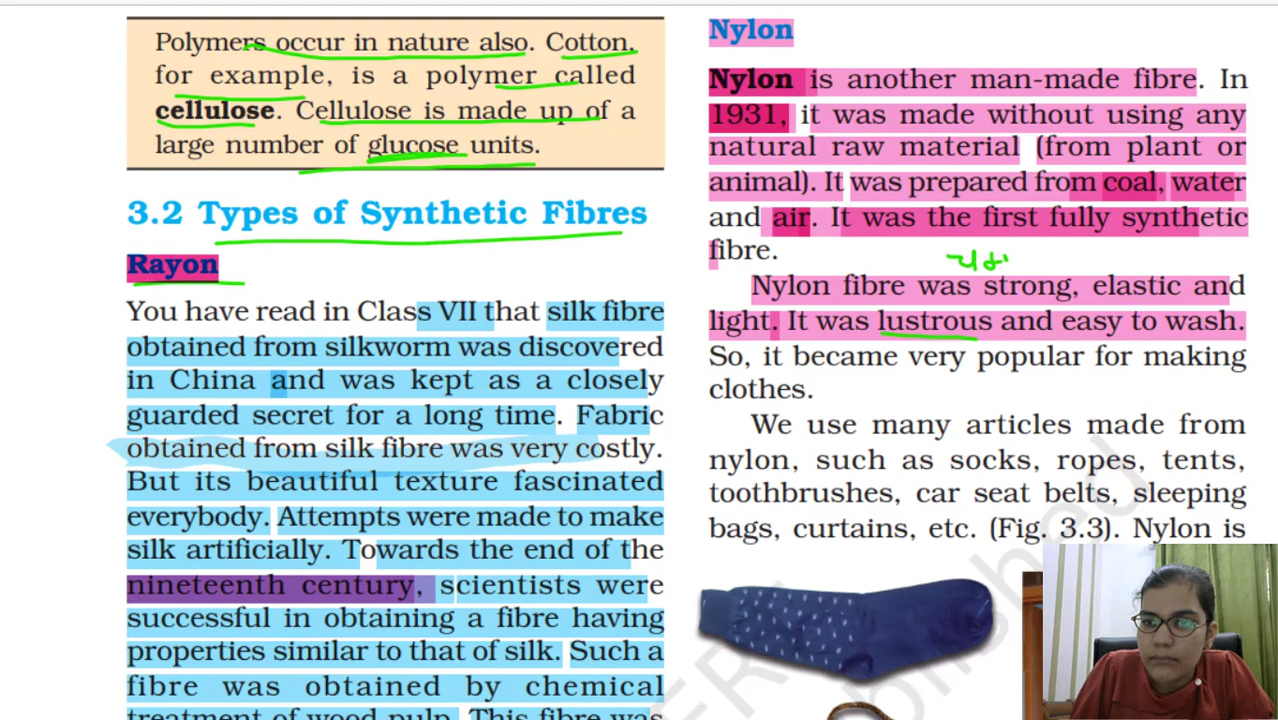 Polymers occur in nature also. Cotton,
for example, is a polymer called
cellulose. Cellulose is made up of a
large number of glucose units.
3.2 Types of Synthetic Fibres
Rayon
You have read in Class VII that silk fibre
obtained from silkworm was discovered
in China and was kept as a closely
guarded secret for a long time. Fabric
obtained from silk fibre was very costly.
But its beautiful texture fascinated
everybody. Attempts were made to make
silk artificially. Towards the end of the
nineteenth century, scientists were
successful in obtaining a fibre having
properties similar to that of silk. Such a
fibre was obtained by chemical
treatment of wood pulp. This fibre was
Nylon
Nylon is another man-made fibre. In
1931, it was made without using any
natural raw material (from plant or
animal). It was prepared from coal, water
and air. It was the first fully synthetic
fibre.
Nylon fibre was strong, elastic and
light. It was lustrous and easy to wash.
So, it became very popular for making
clothes.
We use many articles made from
nylon, such as socks, ropes, tents,
toothbrushes, car seat belts, sleeping
bags, curtains, etc. (Fig. 3.3). Nylon is